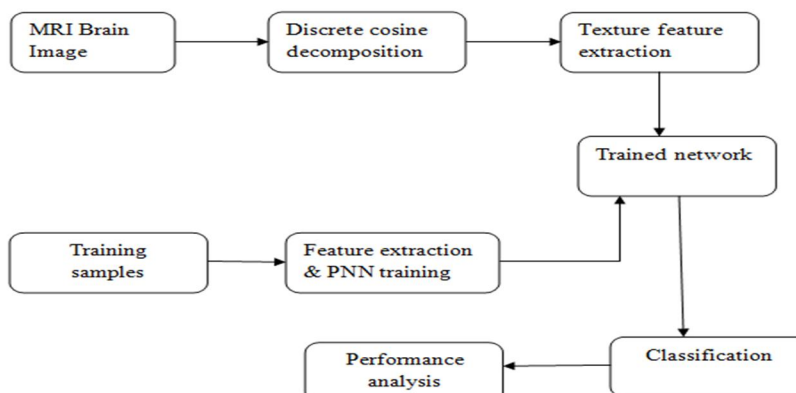 MRI Brain
Image
Discrete cosine
decomposition
Texture feature
extraction
Trained network
Training
samples
Feature extraction
& PNN training
Classification
Performance
analysis